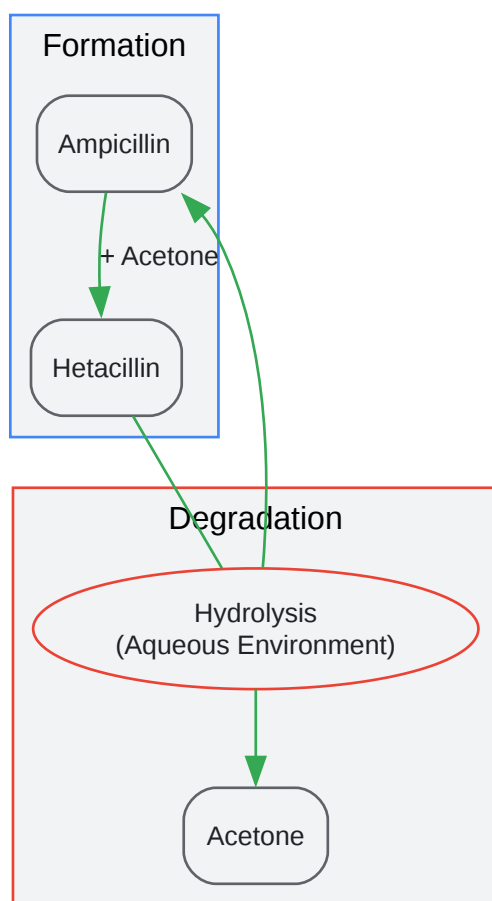 Formation
Ampicillin
+ Acetone
Hetacillin
Degradation
Hydrolysis
(Aqueous Environment)
Acetone